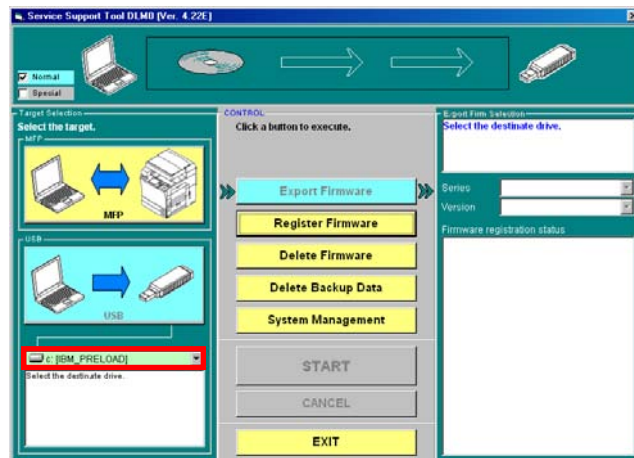 Service Support Tool DLM0 [Ver. 4.22E]
Normal
Special
Target Selection
Select the target.
MFP
MFP
USB
USB
c: [IBM_PRELOAD]
Select the destinate drive.
CONTROL
Click a button to execute.
Export Firmware
Register Firmware
Delete Firmware
Delete Backup Data
System Management
START
CANCEL
EXIT
Export Firm Selection
Select the destinate drive.
Series
Version
Firmware registration status